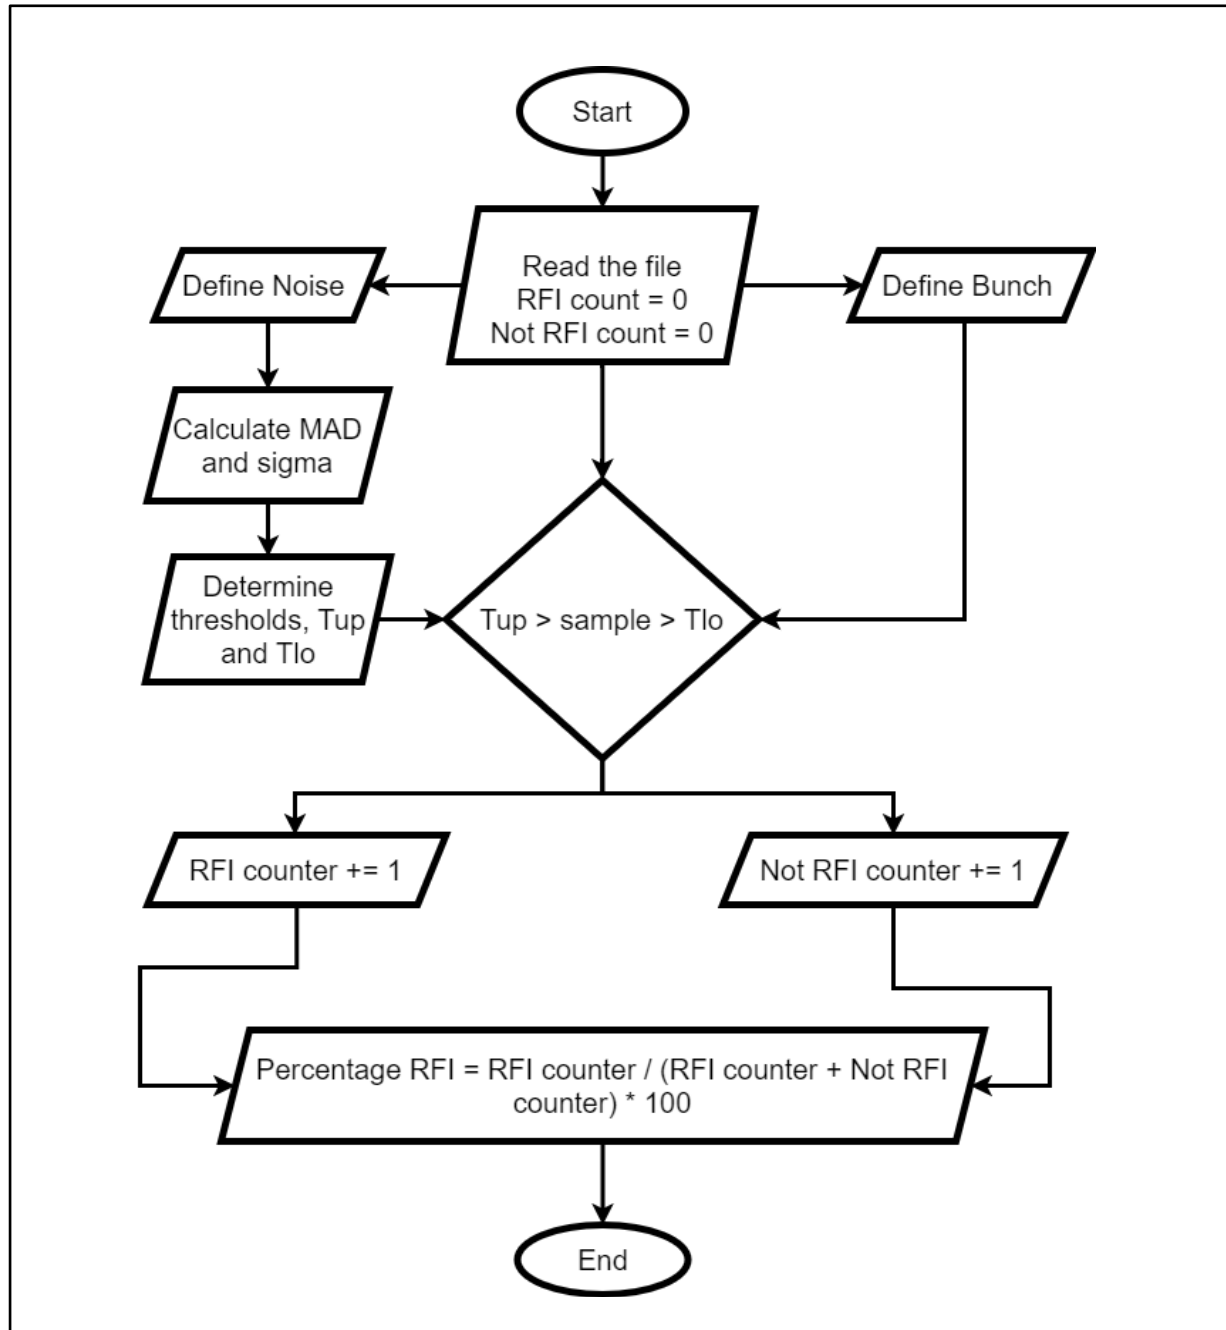 Start
Read the file
RFI count = 0
Not RFI count = 0
Define Noise
Define Bunch
Calculate MAD
and sigma
Determine
thresholds, Tup
and Tlo
Tup > sample > Tlo
RFI counter += 1
Not RFI counter += 1
Percentage RFI = RFI counter / (RFI counter + Not RFI
counter) * 100
End